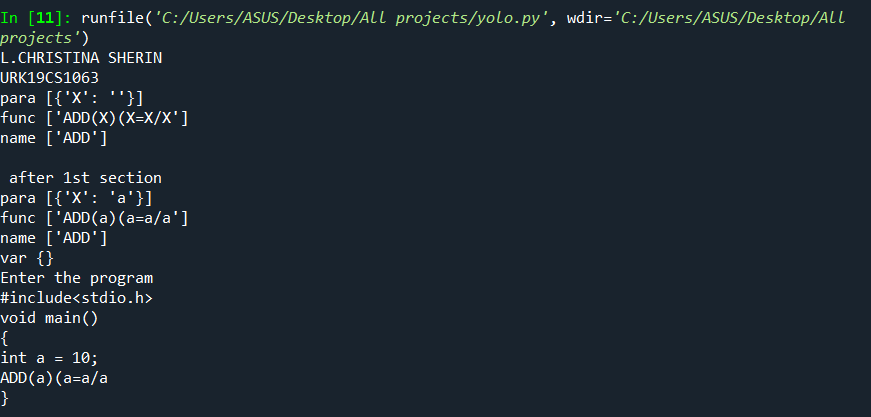 In [11]: runfile('C:/Users/ASUS/Desktop/All projects/yolo.py', wdir='C:/Users/ASUS/Desktop/All
projects')
L.CHRISTINA SHERIN
URK19CS1063
para [{'X': ''}]
func ['ADD(X)(X=X/X']
name ['ADD']
after 1st section
para [{'X': 'a'}]
func ['ADD(a)(a=a/a']
name ['ADD']
var {}
Enter the program
#include<stdio.h>
void main()
{
int a = 10;
ADD(a)(a=a/a
}